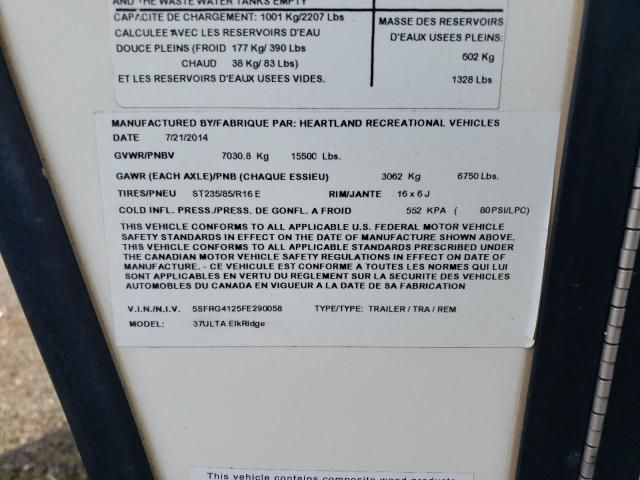 AND THE WASTE WATER TANKS EMPTY
CAPACITE DE CHARGEMENT: 1001 Kg/2207 Lbs
CALCULEE AVEC LES RESERVOIRS D'EAU
DOUCE PLEINS (FROID 177 Kg/ 390 Lbs
CHAUD 38 Kg/ 83 Lbs)
ET LES RESERVOIRS D'EAUX USEES VIDES.
MASSE DES RESERVOIRS
D'EAUX USEES PLEINS:
602 Kg
1328 Lbs
MANUFACTURED BY/FABRIQUE PAR: HEARTLAND RECREATIONAL VEHICLES
DATE 7/21/2014
GVWR/PNBV 7030.8 Kg 15500 Lbs.
GAWR (EACH AXLE)/PNB (CHAQUE ESSIEU) 3062 Kg 6750 Lbs.
TIRES/PNEU ST235/85/R16 E RIM/JANTE 16 x 6 J
COLD INFL. PRESS./PRESS. DE GONFL. A FROID 552 KPA ( 80PSI/LPC)
THIS VEHICLE CONFORMS TO ALL APPLICABLE U.S. FEDERAL MOTOR VEHICLE
SAFETY STANDARDS IN EFFECT ON THE DATE OF MANUFACTURE SHOWN ABOVE.
THIS VEHICLE CONFORMS TO ALL APPLICABLE STANDARDS PRESCRIBED UNDER
THE CANADIAN MOTOR VEHICLE SAFETY REGULATIONS IN EFFECT ON DATE OF
MANUFACTURE. - CE VEHICULE EST CONFORME A TOUTES LES NORMES QUI LUI
SONT APPLICABLES EN VERTU DU REGLEMENT SUR LA SECURITE DES VEHICLES
AUTOMOBILES DU CANADA EN VIGUEUR A LA DATE DE SA FABRICATION
V.I.N./N.I.V. 5SFRG4125FE290058 TYPE/TYPE: TRAILER / TRA / REM
MODEL: 37ULTA ElkRidge
This vehicle contains composite wood products